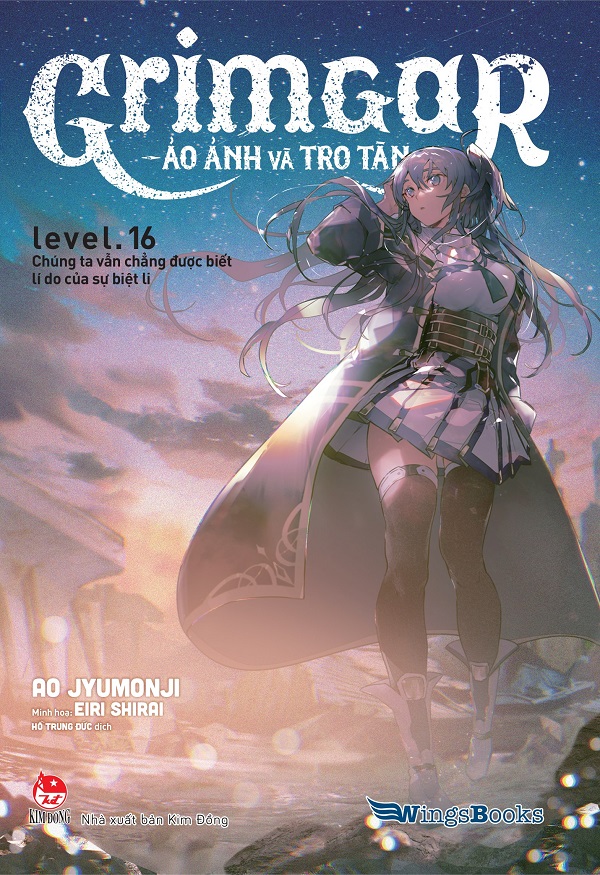 GrimGaR
ẢO ẢNH VÀ TRO TÀN
level. 16
Chúng ta vẫn chẳng được biết
lí do của sự biệt li
AO JYUMONJI
Minh hoạ: EIRI SHIRAI
HỒ TRUNG ĐỨC dịch
KIM ĐỒNG
Nhà xuất bản Kim Đồng
WingsBooks